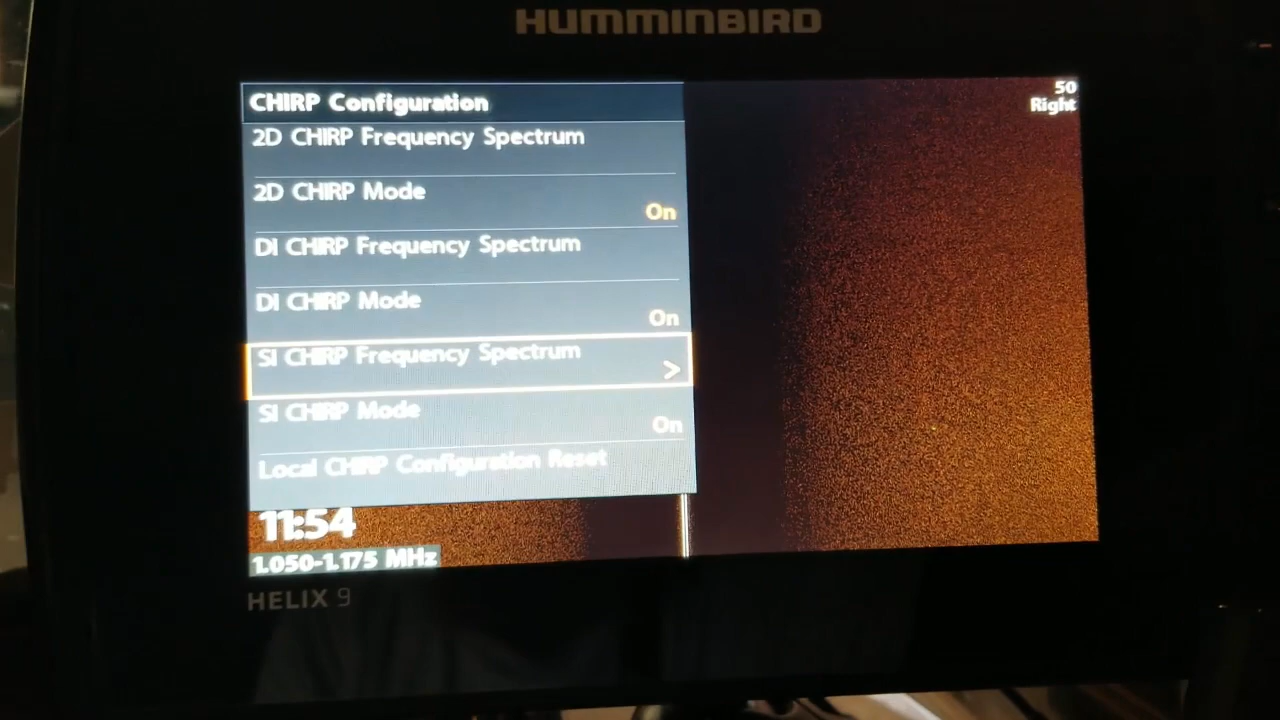 HUMMINBIRD
CHIRP Configuration
2D CHIRP Frequency Spectrum
2D CHIRP Mode
On
DI CHIRP Frequency Spectrum
DI CHIRP Mode
On
SI CHIRP Frequency Spectrum
>
SI CHIRP Mode
On
Local CHIRP Configuration Reset
50
Right
11:54
1.050-1.175 MHz
HELIX 9